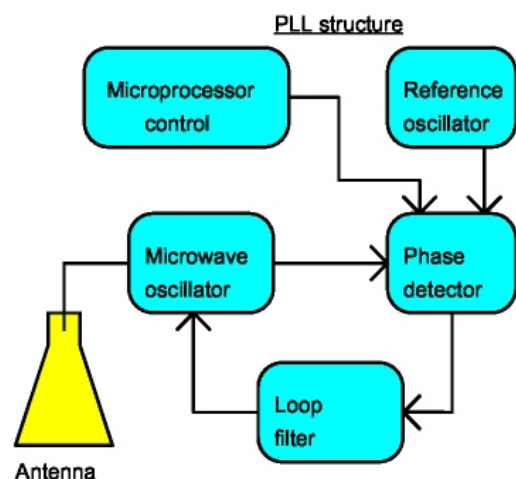 PLL structure
Microprocessor
control
Reference
oscillator
Microwave
oscillator
Phase
detector
Loop
filter
Antenna